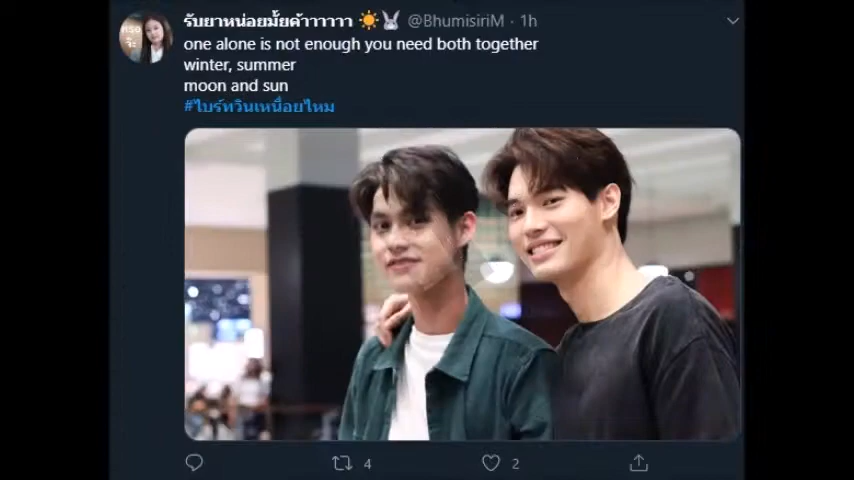 รับยาหน่อยมั้ยค้าาาาาา @BhumisiriM · 1h
one alone is not enough you need both together
winter, summer
moon and sun
#ไบร์ทวินเหนื่อยไหม
4 2